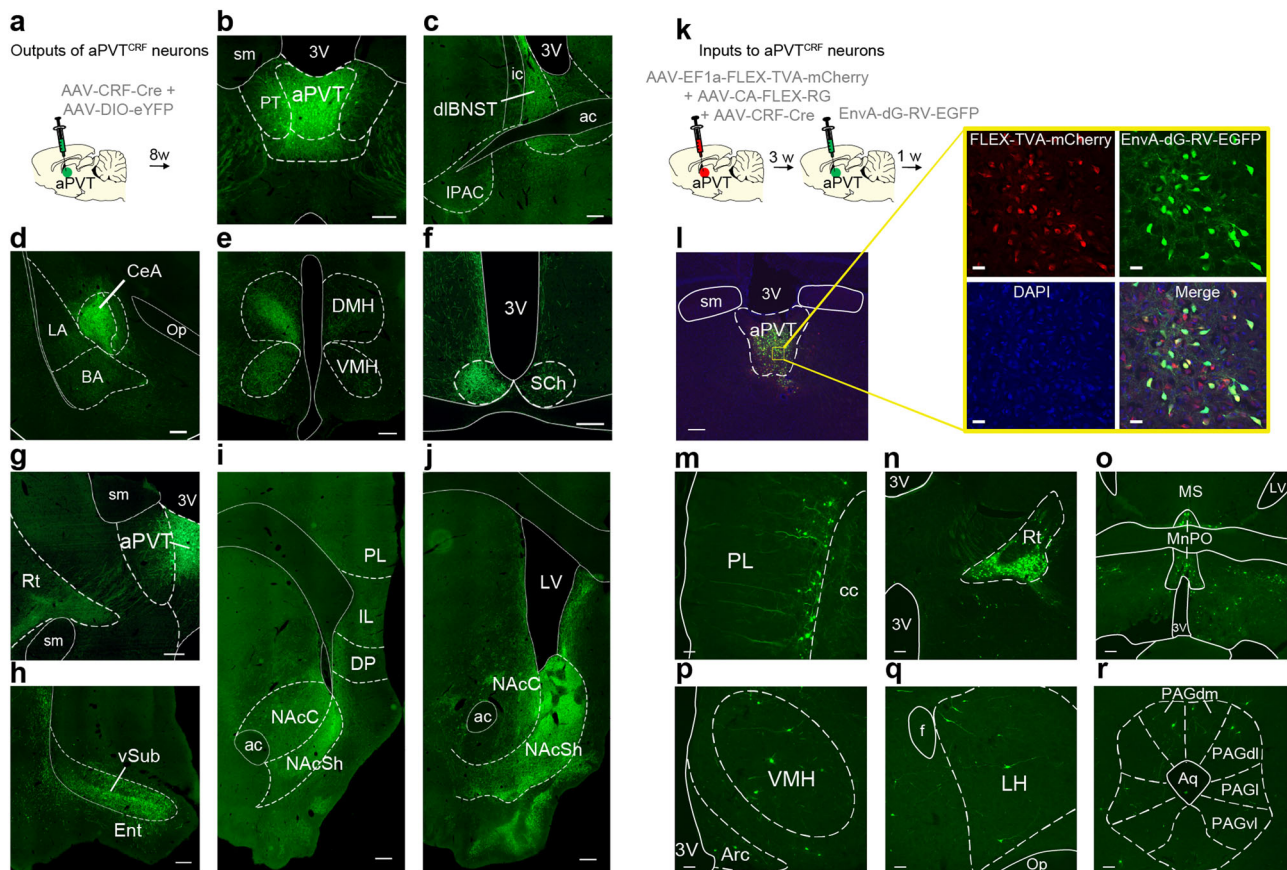 a
Outputs of aPVTCRF neurons
AAV-CRF-Cre +
AAV-DIO-eYFP
aPVT
8w
b
sm
3V
PT
aPVT
c
3V
ic
dlBNST
ac
IPAC
d
CeA
LA
Op
BA
e
DMH
VMH
f
3V
SCh
g
sm
3V
aPVT
Rt
sm
h
vSub
Ent
i
PL
IL
DP
NAcC
ac
NAcSh
j
LV
NAcC
ac
NAcSh
k
Inputs to aPVTCRF neurons
AAV-EF1a-FLEX-TVA-mCherry
+ AAV-CA-FLEX-RG
+ AAV-CRF-Cre
EnvA-dG-RV-EGFP
aPVT
3 w
aPVT
1 w
FLEX-TVA-mCherry
EnvA-dG-RV-EGFP
DAPI
Merge
l
sm
3V
aPVT
m
PL
cc
n
3V
Rt
3V
o
MS
LV
MnPO
3V
p
VMH
3V
Arc
q
f
LH
Op
r
PAGdm
PAGdl
Aq
PAGl
PAGvl